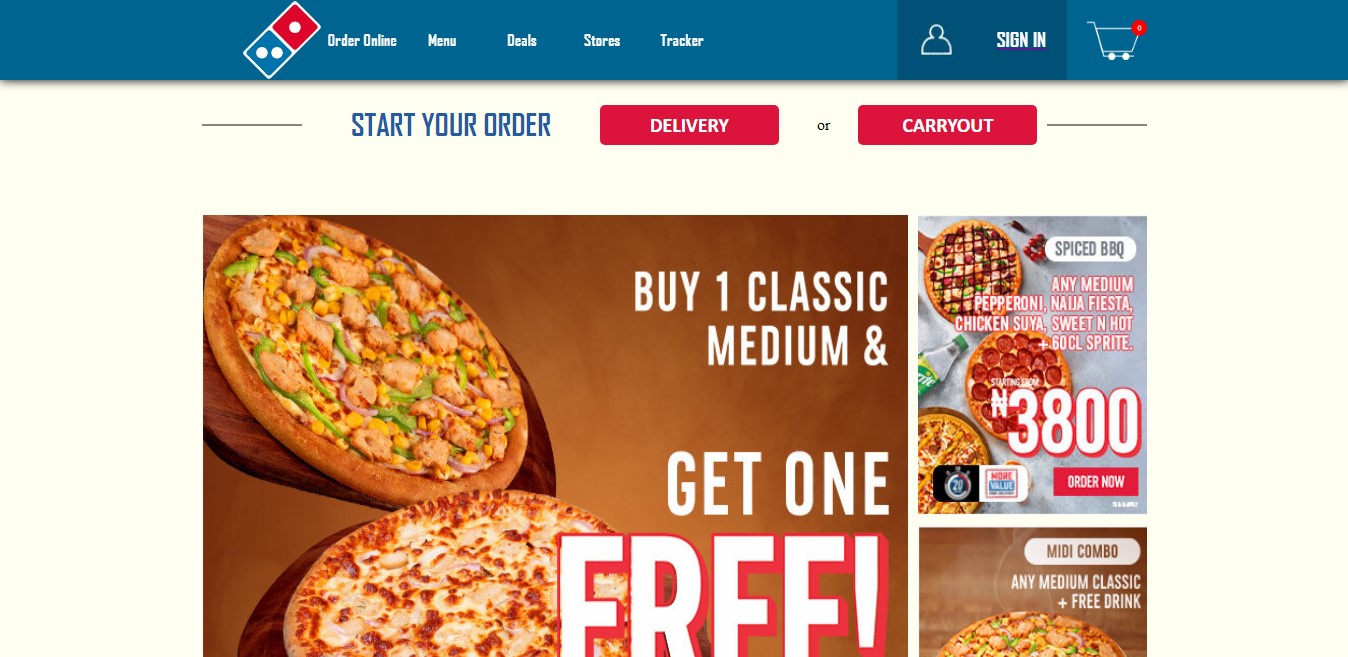 Order Online
Menu
Deals
Stores
Tracker
SIGN IN
0
START YOUR ORDER
DELIVERY
or
CARRYOUT
BUY 1 CLASSIC
MEDIUM &
GET ONE
FREE!
SPICED BBQ
ANY MEDIUM
PEPPERONI, NAIJA FIESTA,
CHICKEN SUYA, SWEET N HOT
+ 60CL SPRITE.
STARTING FROM
₦3800
20
MORE
VALUE
ORDER NOW
MIDI COMBO
ANY MEDIUM CLASSIC
+ FREE DRINK